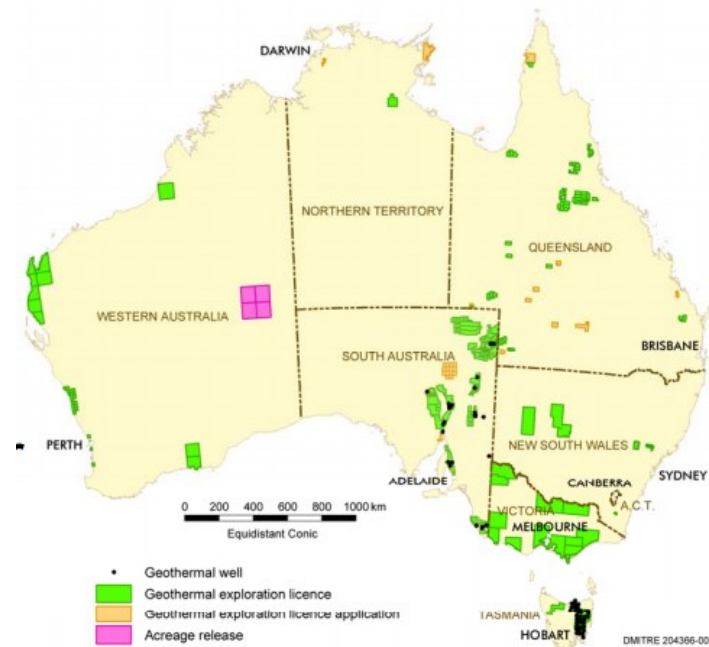 DARWIN
NORTHERN TERRITORY
QUEENSLAND
WESTERN AUSTRALIA
SOUTH AUSTRALIA
BRISBANE
PERTH
NEW SOUTH WALES
ADELAIDE
CANBERRA
SYDNEY
A.C.T.
VICTORIA
MELBOURNE
0 200 400 600 800 1000 km
Equidistant Conic
Geothermal well
Geothermal exploration licence
Geothermal exploration licence application
Acreage release
TASMANIA
HOBART
DMITRE 204366-00